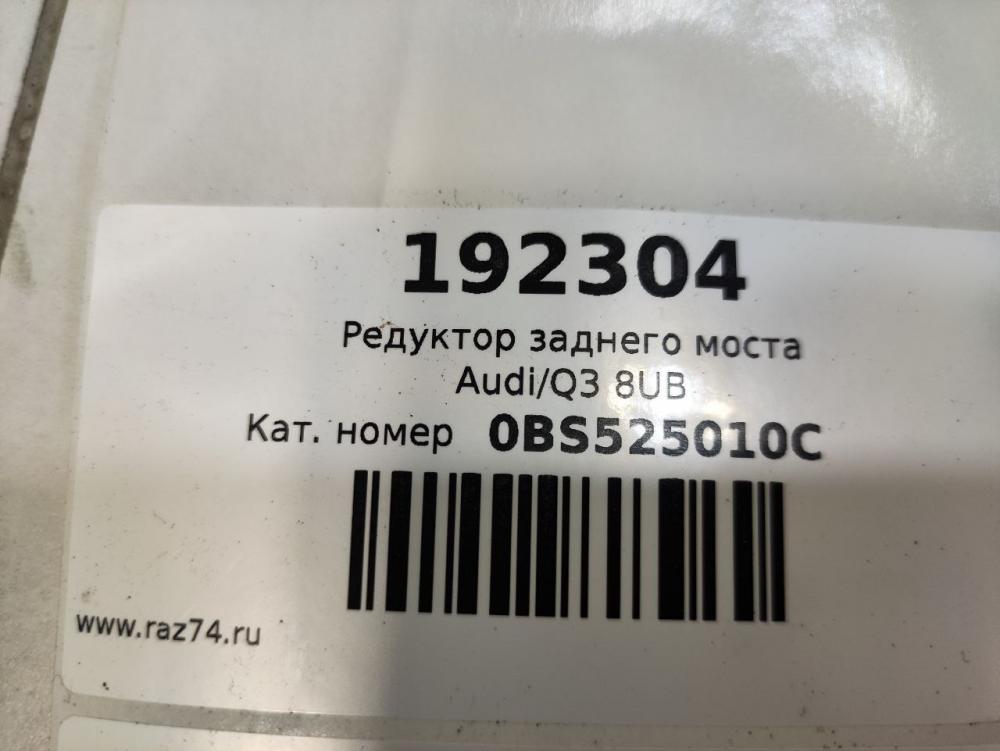 192304
Редуктор заднего моста
Audi/Q3 8UB
Кат. номер 0BS525010C
www.raz74.ru